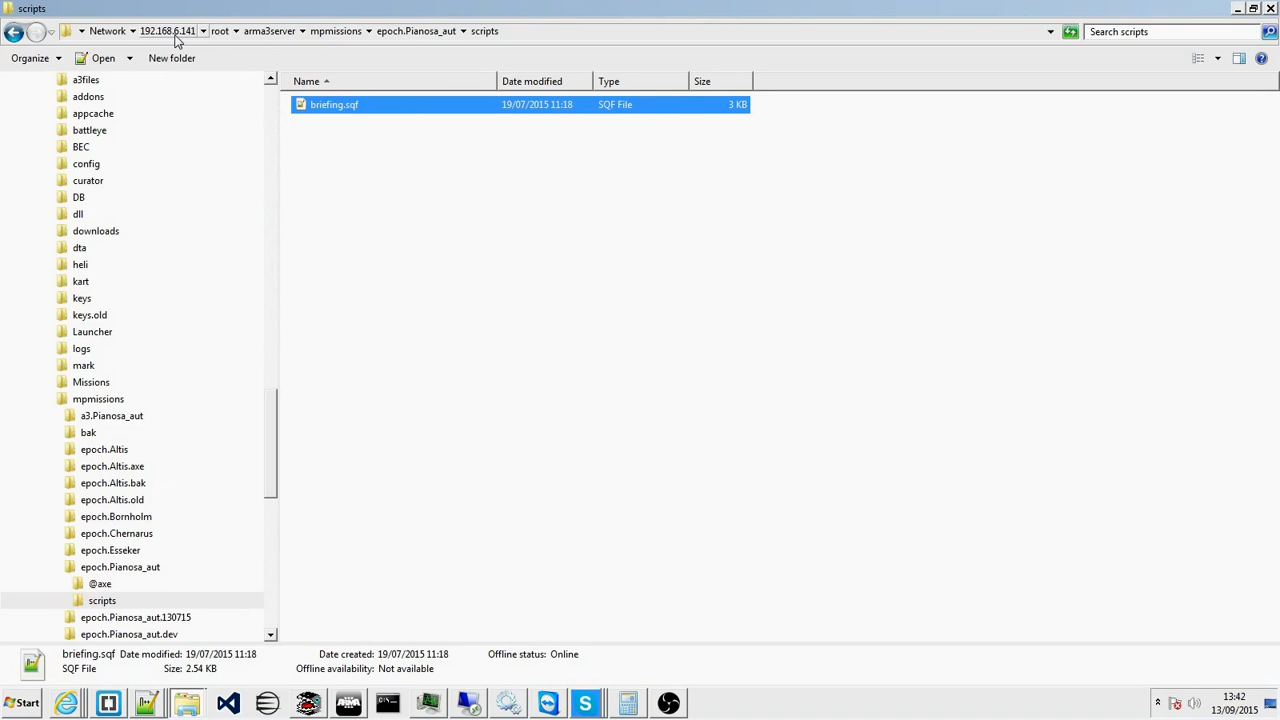 scripts
Network 192.168.6.141 root arma3server mpmissions epoch.Pianosa_aut scripts Search scripts
Organize Open New folder
Name Date modified Type Size
a3files
briefing.sqf 19/07/2015 11:18 SQF File 3 KB
addons
appcache
battleye
BEC
config
curator
DB
dll
downloads
dta
heli
kart
keys
keys.old
Launcher
logs
mark
Missions
mpmissions
a3.Pianosa_aut
bak
epoch.Altis
epoch.Altis.axe
epoch.Altis.bak
epoch.Altis.old
epoch.Bornholm
epoch.Chernarus
epoch.Esseker
epoch.Pianosa_aut
@axe
scripts
epoch.Pianosa_aut.130715
epoch.Pianosa_aut.dev
briefing.sqf Date modified: 19/07/2015 11:18 Date created: 19/07/2015 11:18 Offline status: Online
SQF File Size: 2.54 KB Offline availability: Not available
Start ARMA S 13:42
13/09/2015